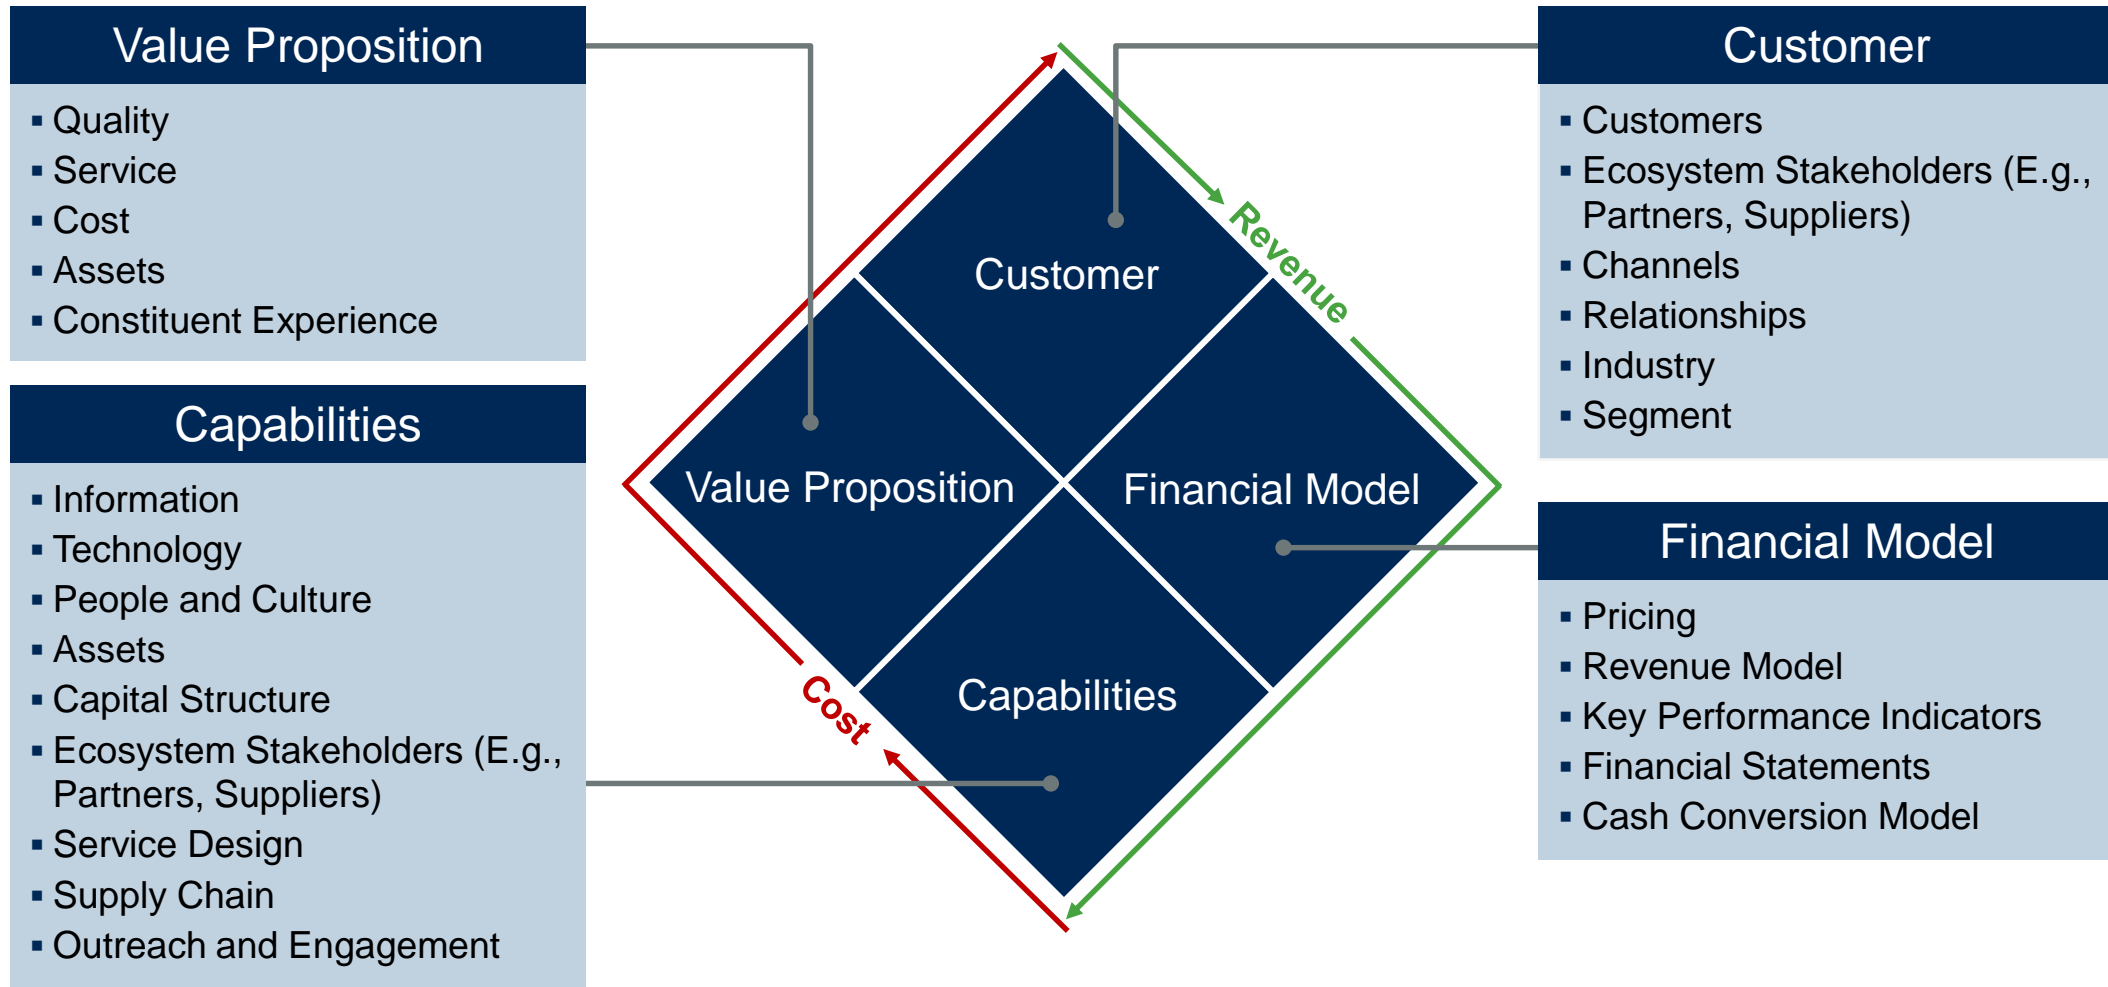 Value Proposition
▪ Quality
▪ Service
▪ Cost
▪ Assets
▪ Constituent Experience
Capabilities
▪ Information
▪ Technology
▪ People and Culture
▪ Assets
▪ Capital Structure
▪ Ecosystem Stakeholders (E.g.,
Partners, Suppliers)
▪ Service Design
▪ Supply Chain
▪ Outreach and Engagement
Customer
Revenue
Value Proposition
Financial Model
Capabilities
Cost
Customer
▪ Customers
▪ Ecosystem Stakeholders (E.g.,
Partners, Suppliers)
▪ Channels
▪ Relationships
▪ Industry
▪ Segment
Financial Model
▪ Pricing
▪ Revenue Model
▪ Key Performance Indicators
▪ Financial Statements
▪ Cash Conversion Model